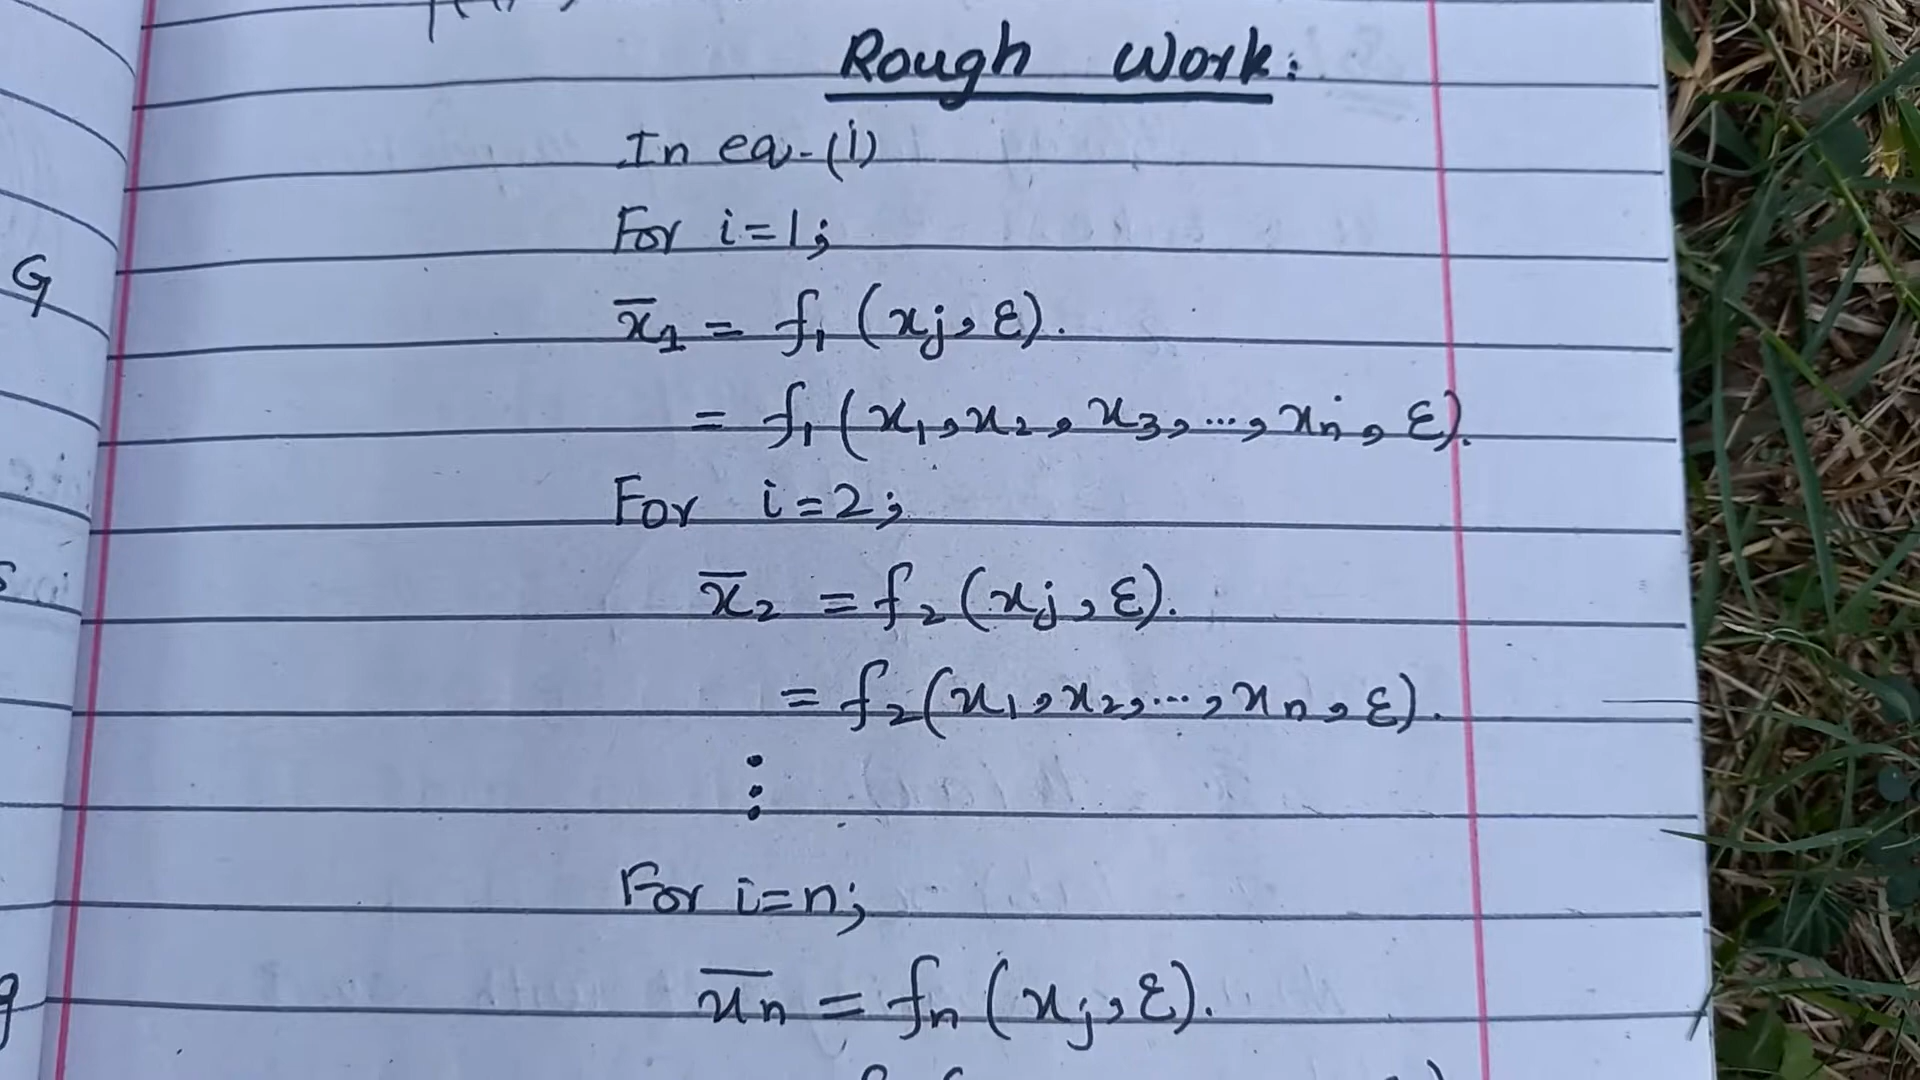 Rough Work:
In eq-(i)
For i=1;
x̄₁ = f₁ (xj, ε).
= f₁ (x₁, x₂, x₃, ..., xn, ε).
For i=2;
x̄₂ = f₂ (xj, ε).
= f₂ (x₁, x₂, ..., xn, ε).
⋮
For i=n;
x̄n = fn (xj, ε).
G